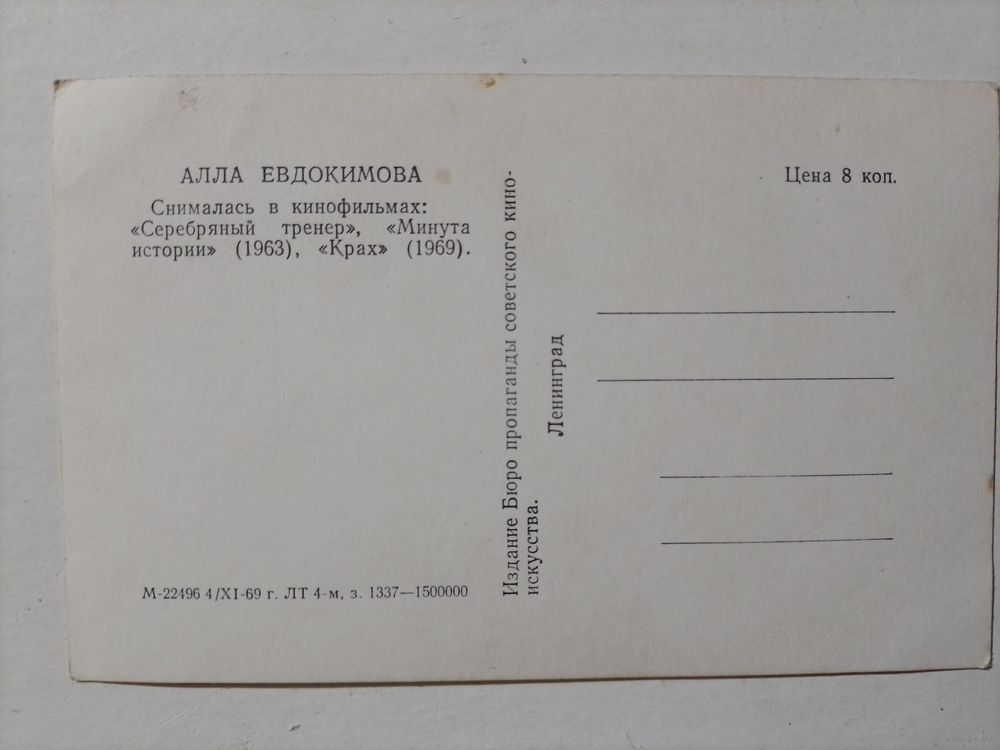 АЛЛА ЕВДОКИМОВА
Снималась в кинофильмах:
«Серебряный тренер», «Минута
истории» (1963), «Крах» (1969).
М-22496 4/XI-69 г. ЛТ 4-м, з. 1337—1500000
Издание Бюро пропаганды советского кино-
искусства.
Ленинград
Цена 8 коп.